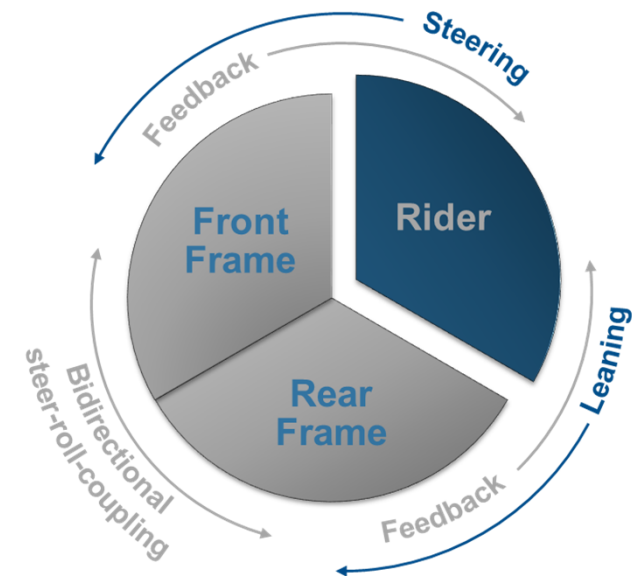 Steering
Feedback
Front
Frame
Rider
Rear
Frame
Leaning
Feedback
Bidirectional
steer-roll-coupling